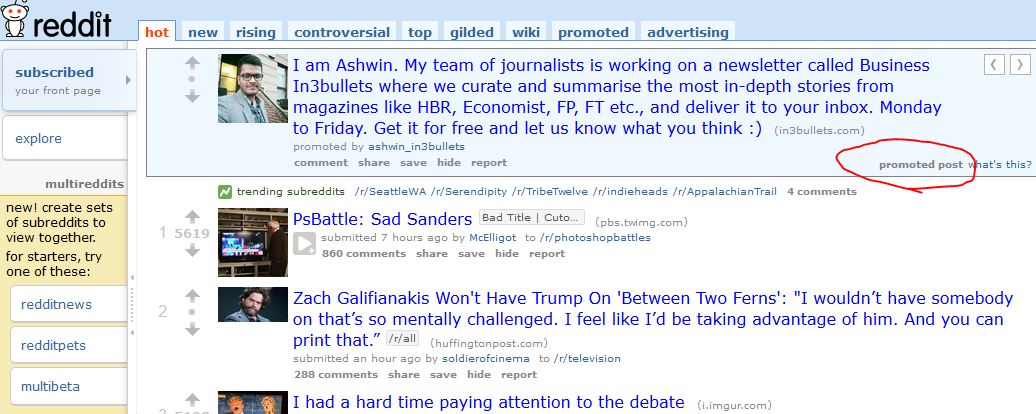 reddit
hot new rising controversial top gilded wiki promoted advertising
subscribed
your front page
explore
multireddits
new! create sets
of subreddits to
view together.
for starters, try
one of these:
redditnews
redditpets
multibeta
I am Ashwin. My team of journalists is working on a newsletter called Business
In3bullets where we curate and summarise the most in-depth stories from
magazines like HBR, Economist, FP, FT etc., and deliver it to your inbox. Monday
to Friday. Get it for free and let us know what you think :) (in3bullets.com)
promoted by ashwin_in3bullets
comment share save hide report
promoted post what's this?
trending subreddits /r/SeattleWA /r/Serendipity /r/TribeTwelve /r/indieheads /r/AppalachianTrail 4 comments
1 5619
PsBattle: Sad Sanders Bad Title | Cuto... (pbs.twimg.com)
submitted 7 hours ago by McElligot to /r/photoshopbattles
860 comments share save hide report
2
Zach Galifianakis Won't Have Trump On 'Between Two Ferns': "I wouldn’t have somebody
on that’s so mentally challenged. I feel like I’d be taking advantage of him. And you can
print that.” /r/all (huffingtonpost.com)
submitted an hour ago by soldierofcinema to /r/television
288 comments share save hide report
I had a hard time paying attention to the debate (i.imgur.com)